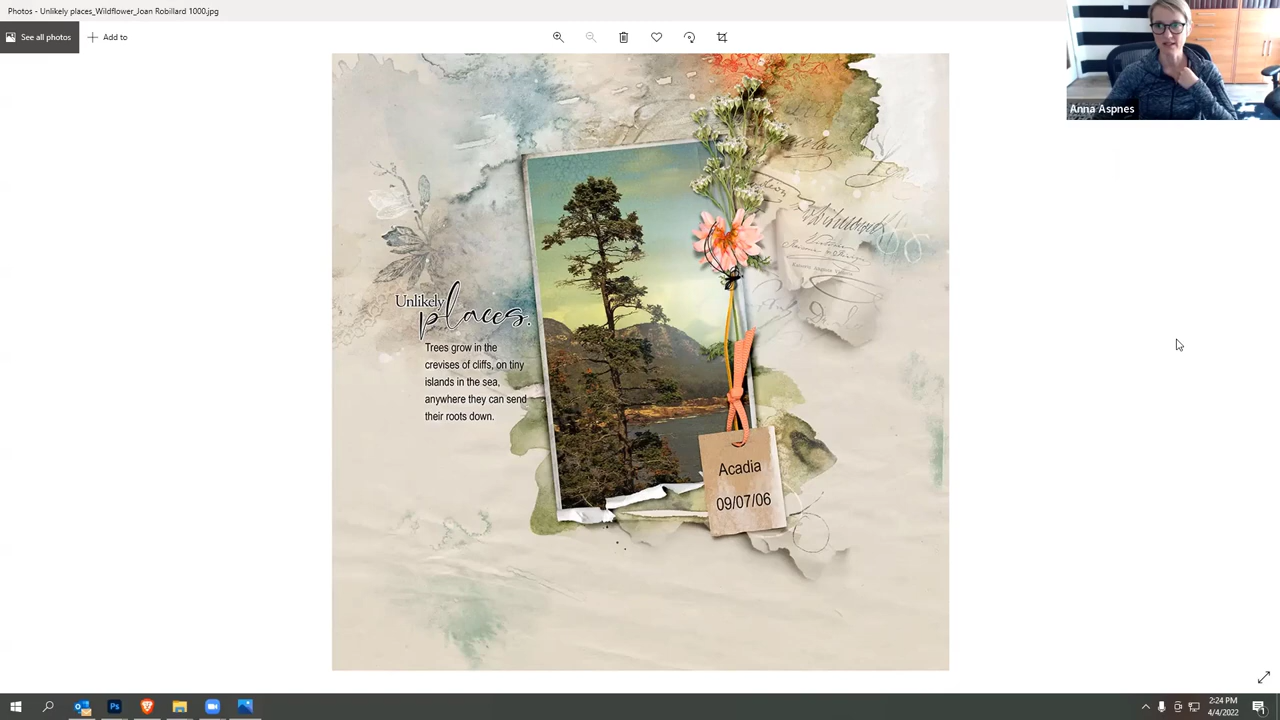 Photos - Unlikely places_Wildflower_Joan Robillard 1000.jpg
See all photos
Add to
Anna Aspnes
Unlikely
places.
Trees grow in the
crevises of cliffs, on tiny
islands in the sea,
anywhere they can send
their roots down.
Acadia
09/07/06
2:24 PM
4/4/2022